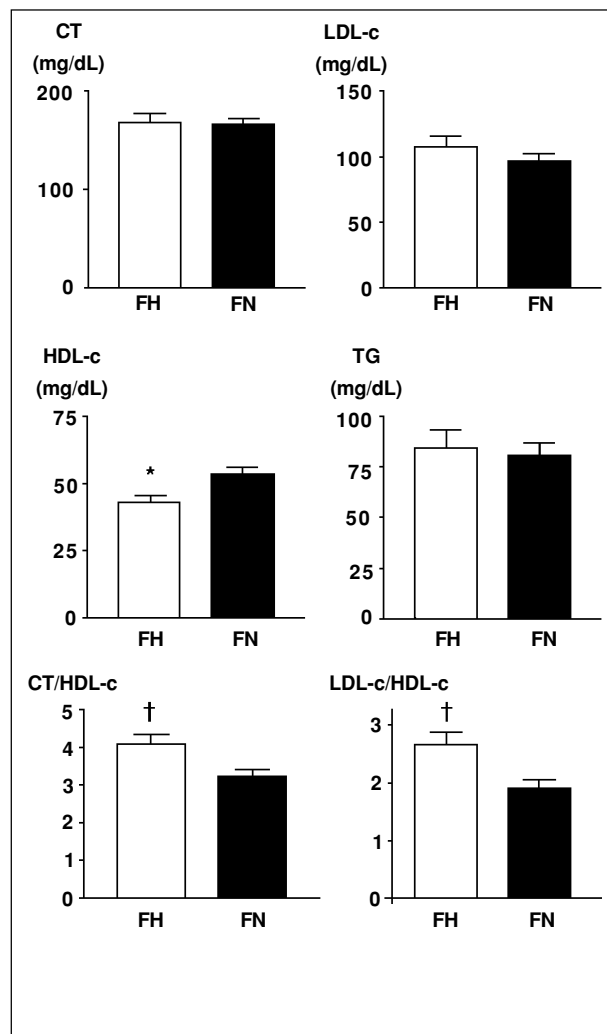 CT
(mg/dL)
200
100
0
FH FN
LDL-c
(mg/dL)
150
100
50
0
FH FN
HDL-c
(mg/dL)
75
50
25
0
*
FH FN
TG
(mg/dL)
100
75
50
25
0
FH FN
CT/HDL-c
5
4
3
2
1
0
†
FH FN
LDL-c/HDL-c
3
2
1
0
†
FH FN